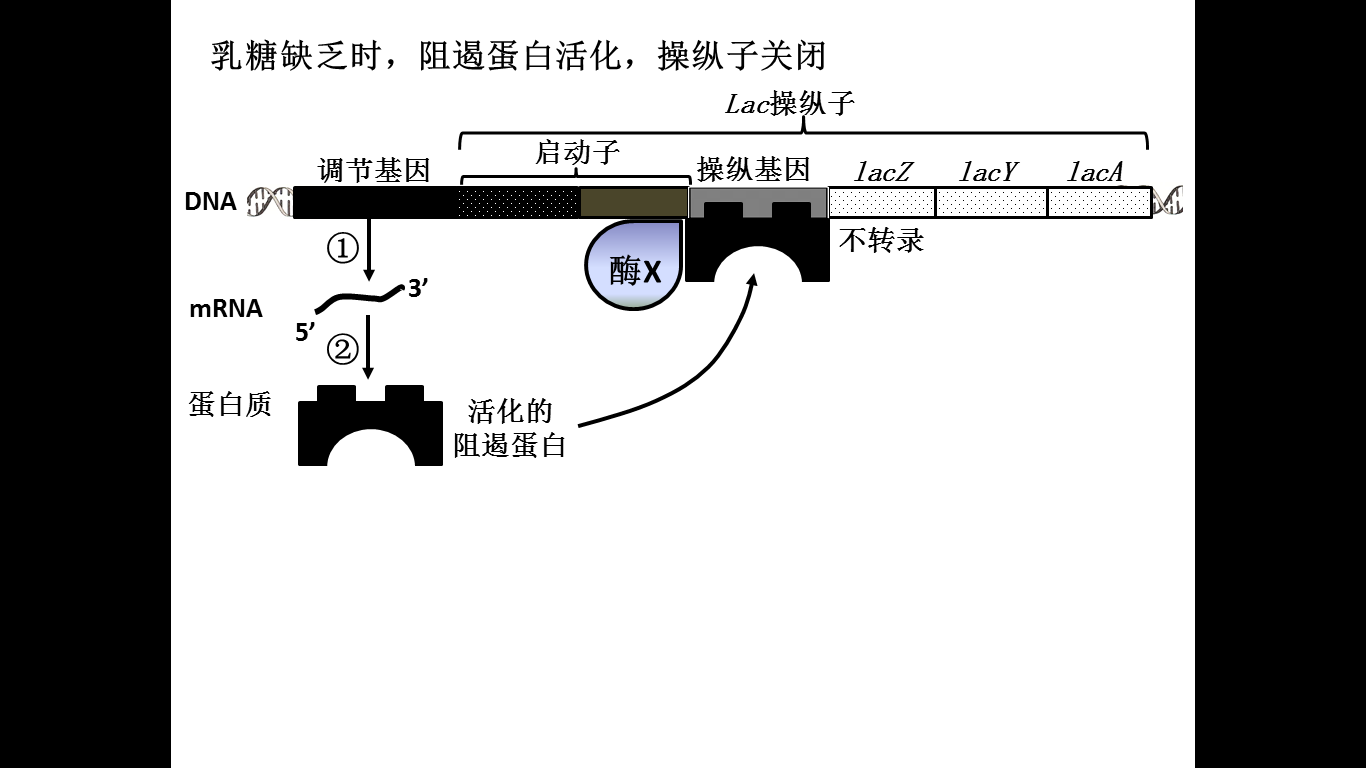 乳糖缺乏时，阻遏蛋白活化，操纵子关闭
Lac操纵子
启动子
调节基因
操纵基因
lacZ
lacY
lacA
DNA
①
不转录
酶X
3’
mRNA
5’
②
蛋白质
活化的
阻遏蛋白